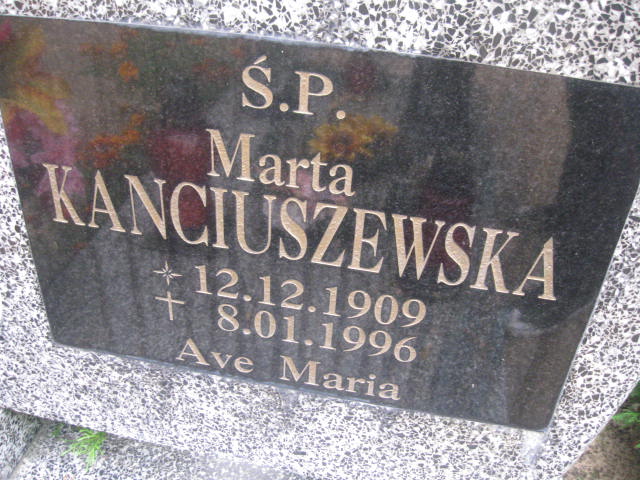 Ś.P.
Marta
KANCIUSZEWSKA
12.12.1909
8.01.1996
Ave Maria